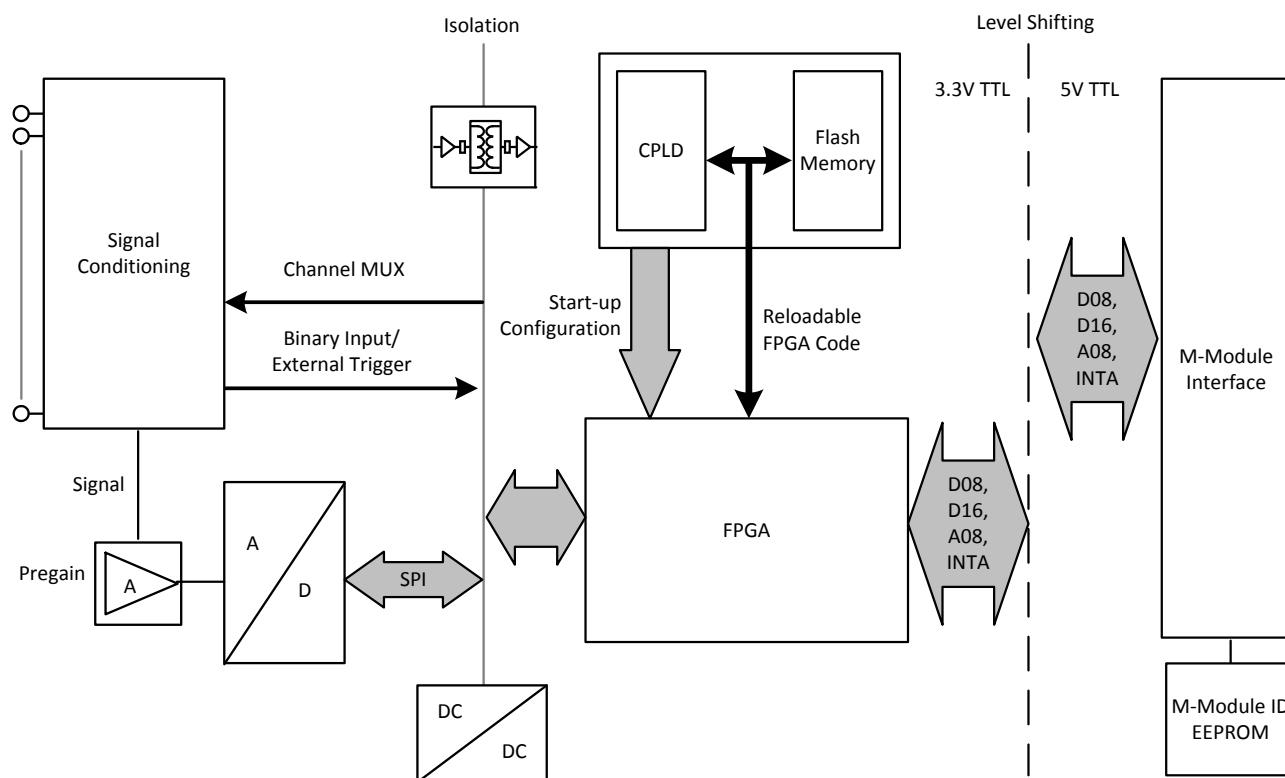 Isolation
Level Shifting
3.3V TTL
5V TTL
CPLD
Flash
Memory
Signal
Conditioning
Channel MUX
Binary Input/
External Trigger
Start-up
Configuration
Reloadable
FPGA Code
D08,
D16,
A08,
INTA
M-Module
Interface
Signal
Pregain
A
A
D
SPI
FPGA
D08,
D16,
A08,
INTA
DC
DC
M-Module ID
EEPROM